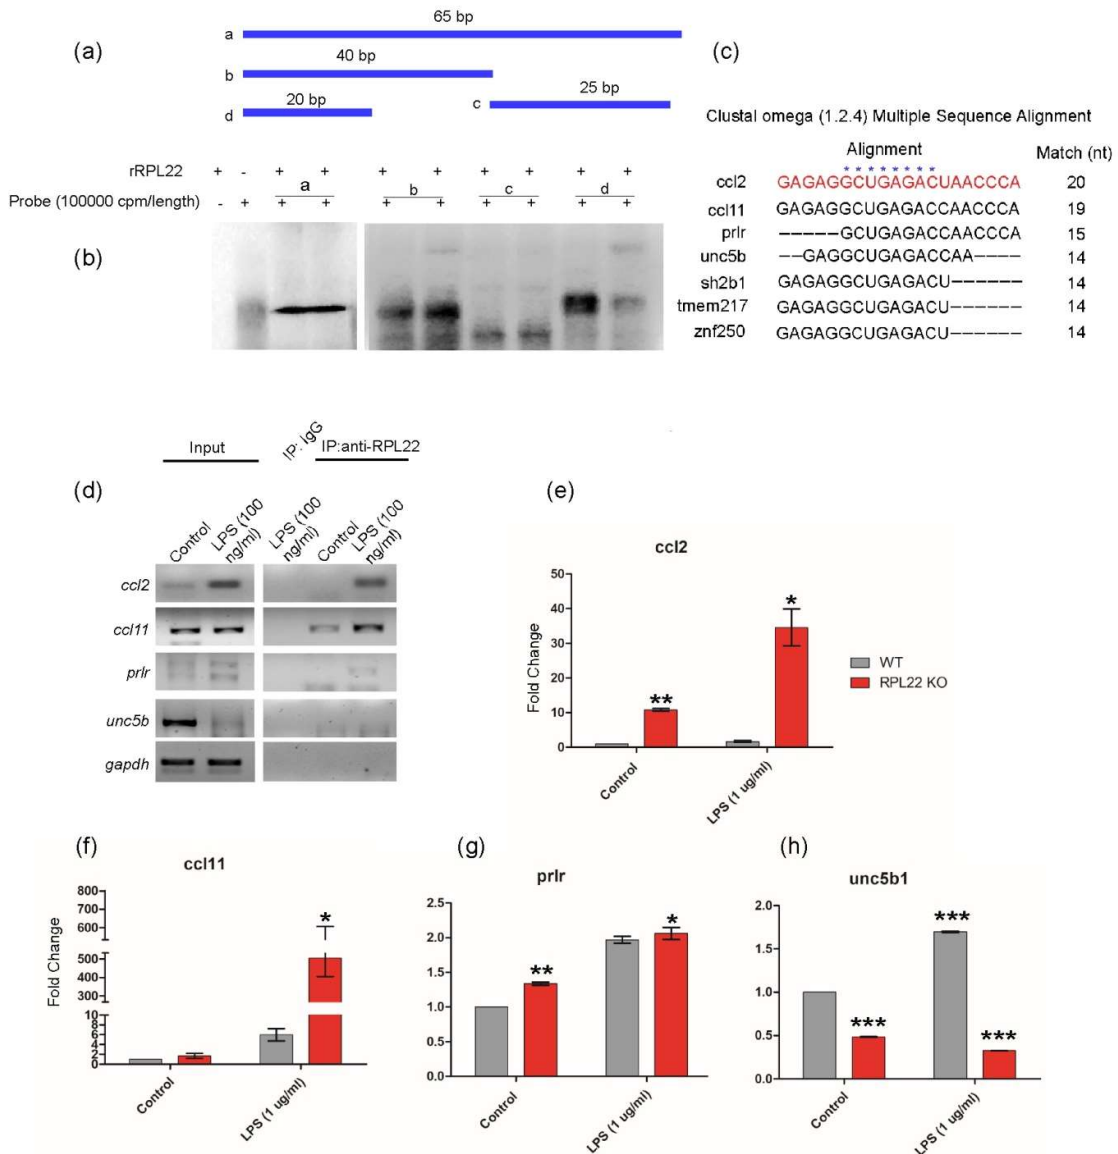 (a)
65 bp
a
40 bp
b
20 bp
25 bp
d
c
rRPL22 + - + + + + + + + +
a b c d
Probe (100000 cpm/length) - + + + + + + + + +
(b)
(c)
Clustal omega (1.2.4) Multiple Sequence Alignment
Alignment Match (nt)
********
ccl2 GAGAGGCUGAGACUAACCCA 20
ccl11 GAGAGGCUGAGACCAACCCA 19
prlr -----GCUGAGACCAACCCA 15
unc5b --GAGGCUGAGACCAA---- 14
sh2b1 GAGAGGCUGAGACU------ 14
tmem217 GAGAGGCUGAGACU------ 14
znf250 GAGAGGCUGAGACU------ 14
Input IP: IgG IP:anti-RPL22
(d)
Control
LPS (100 ng/ml)
LPS (100 ng/ml)
Control
LPS (100 ng/ml)
ccl2
ccl11
prlr
unc5b
gapdh
(e)
ccl2
Fold Change
50
40
30
20
10
0
**
*
WT
RPL22 KO
Control
LPS (1 ug/ml)
(f)
ccl11
Fold Change
800
700
600
500
400
300
10
8
6
4
2
0
*
Control
LPS (1 ug/ml)
(g)
prlr
2.5
2.0
1.5
1.0
0.5
0.0
**
*
Control
LPS (1 ug/ml)
(h)
unc5b1
2.0
1.5
1.0
0.5
0.0
***
***
***
Control
LPS (1 ug/ml)